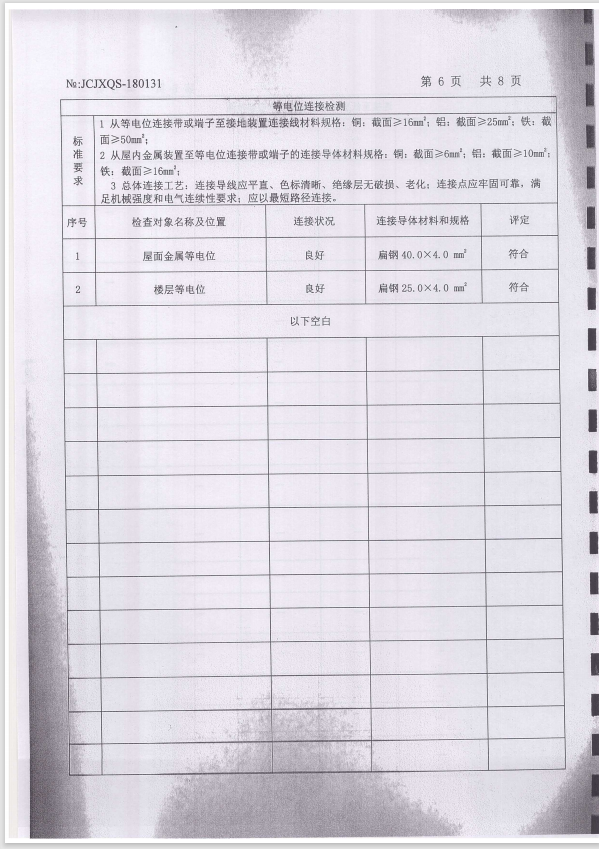 №:JCJXQS-180131 第 6 页 共 8 页
等电位连接检测
标准要求
1 从等电位连接带或端子至接地装置连接线材料规格：铜：截面≥16mm²；铝：截面≥25mm²；铁：截
面≥50mm²；
2 从屋内金属装置至等电位连接带或端子的连接导体材料规格：铜：截面≥6mm²；铝：截面≥10mm²；
铁：截面≥16mm²；
3 总体连接工艺：连接导线应平直、色标清晰、绝缘层无破损、老化；连接点应牢固可靠，满
足机械强度和电气连续性要求；应以最短路径连接。
序号 检查对象名称及位置 连接状况 连接导体材料和规格 评定
1 屋面金属等电位 良好 扁钢 40.0×4.0 mm² 符合
2 楼层等电位 良好 扁钢 25.0×4.0 mm² 符合
以下空白